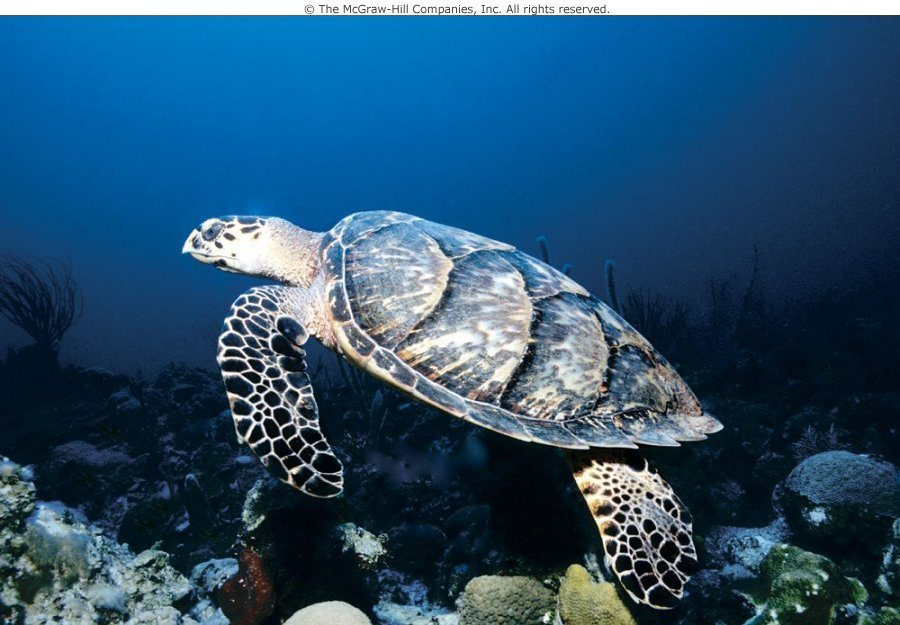 © The McGraw-Hill Companies, Inc. All rights reserved.